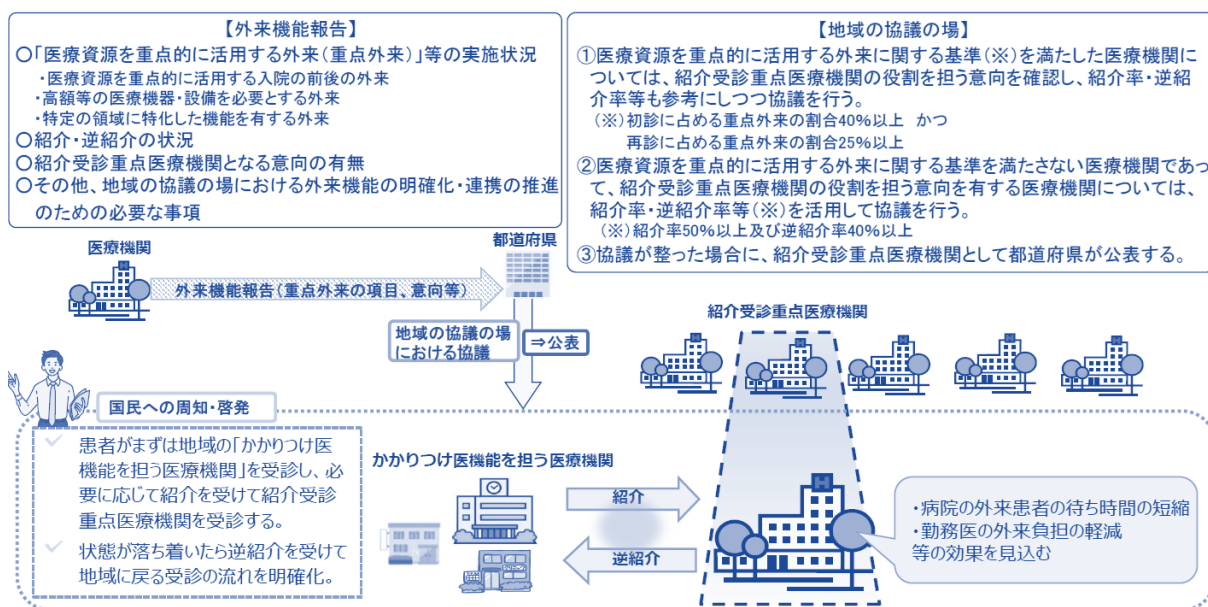 【外来機能報告】
○「医療資源を重点的に活用する外来(重点外来)」等の実施状況
・医療資源を重点的に活用する入院の前後の外来
・高額等の医療機器・設備を必要とする外来
・特定の領域に特化した機能を有する外来
○紹介・逆紹介の状況
○紹介受診重点医療機関となる意向の有無
○その他、地域の協議の場における外来機能の明確化・連携の推進
のための必要な事項
【地域の協議の場】
①医療資源を重点的に活用する外来に関する基準(※)を満たした医療機関に
ついては、紹介受診重点医療機関の役割を担う意向を確認し、紹介率・逆紹
介率等も参考にしつつ協議を行う。
(※)初診に占める重点外来の割合40%以上 かつ
再診に占める重点外来の割合25%以上
②医療資源を重点的に活用する外来に関する基準を満たさない医療機関であっ
て、紹介受診重点医療機関の役割を担う意向を有する医療機関については、
紹介率・逆紹介率等(※)を活用して協議を行う。
(※)紹介率50%以上及び逆紹介率40%以上
③協議が整った場合に、紹介受診重点医療機関として都道府県が公表する。
医療機関
都道府県
外来機能報告(重点外来の項目、意向等)
地域の協議の場
における協議
⇒公表
紹介受診重点医療機関
国民への周知・啓発
患者がまずは地域の「かかりつけ医
機能を担う医療機関」を受診し、必
要に応じて紹介を受けて紹介受診
重点医療機関を受診する。
状態が落ち着いたら逆紹介を受けて
地域に戻る受診の流れを明確化。
かかりつけ医機能を担う医療機関
紹介
逆紹介
・病院の外来患者の待ち時間の短縮
・勤務医の外来負担の軽減
等の効果を見込む